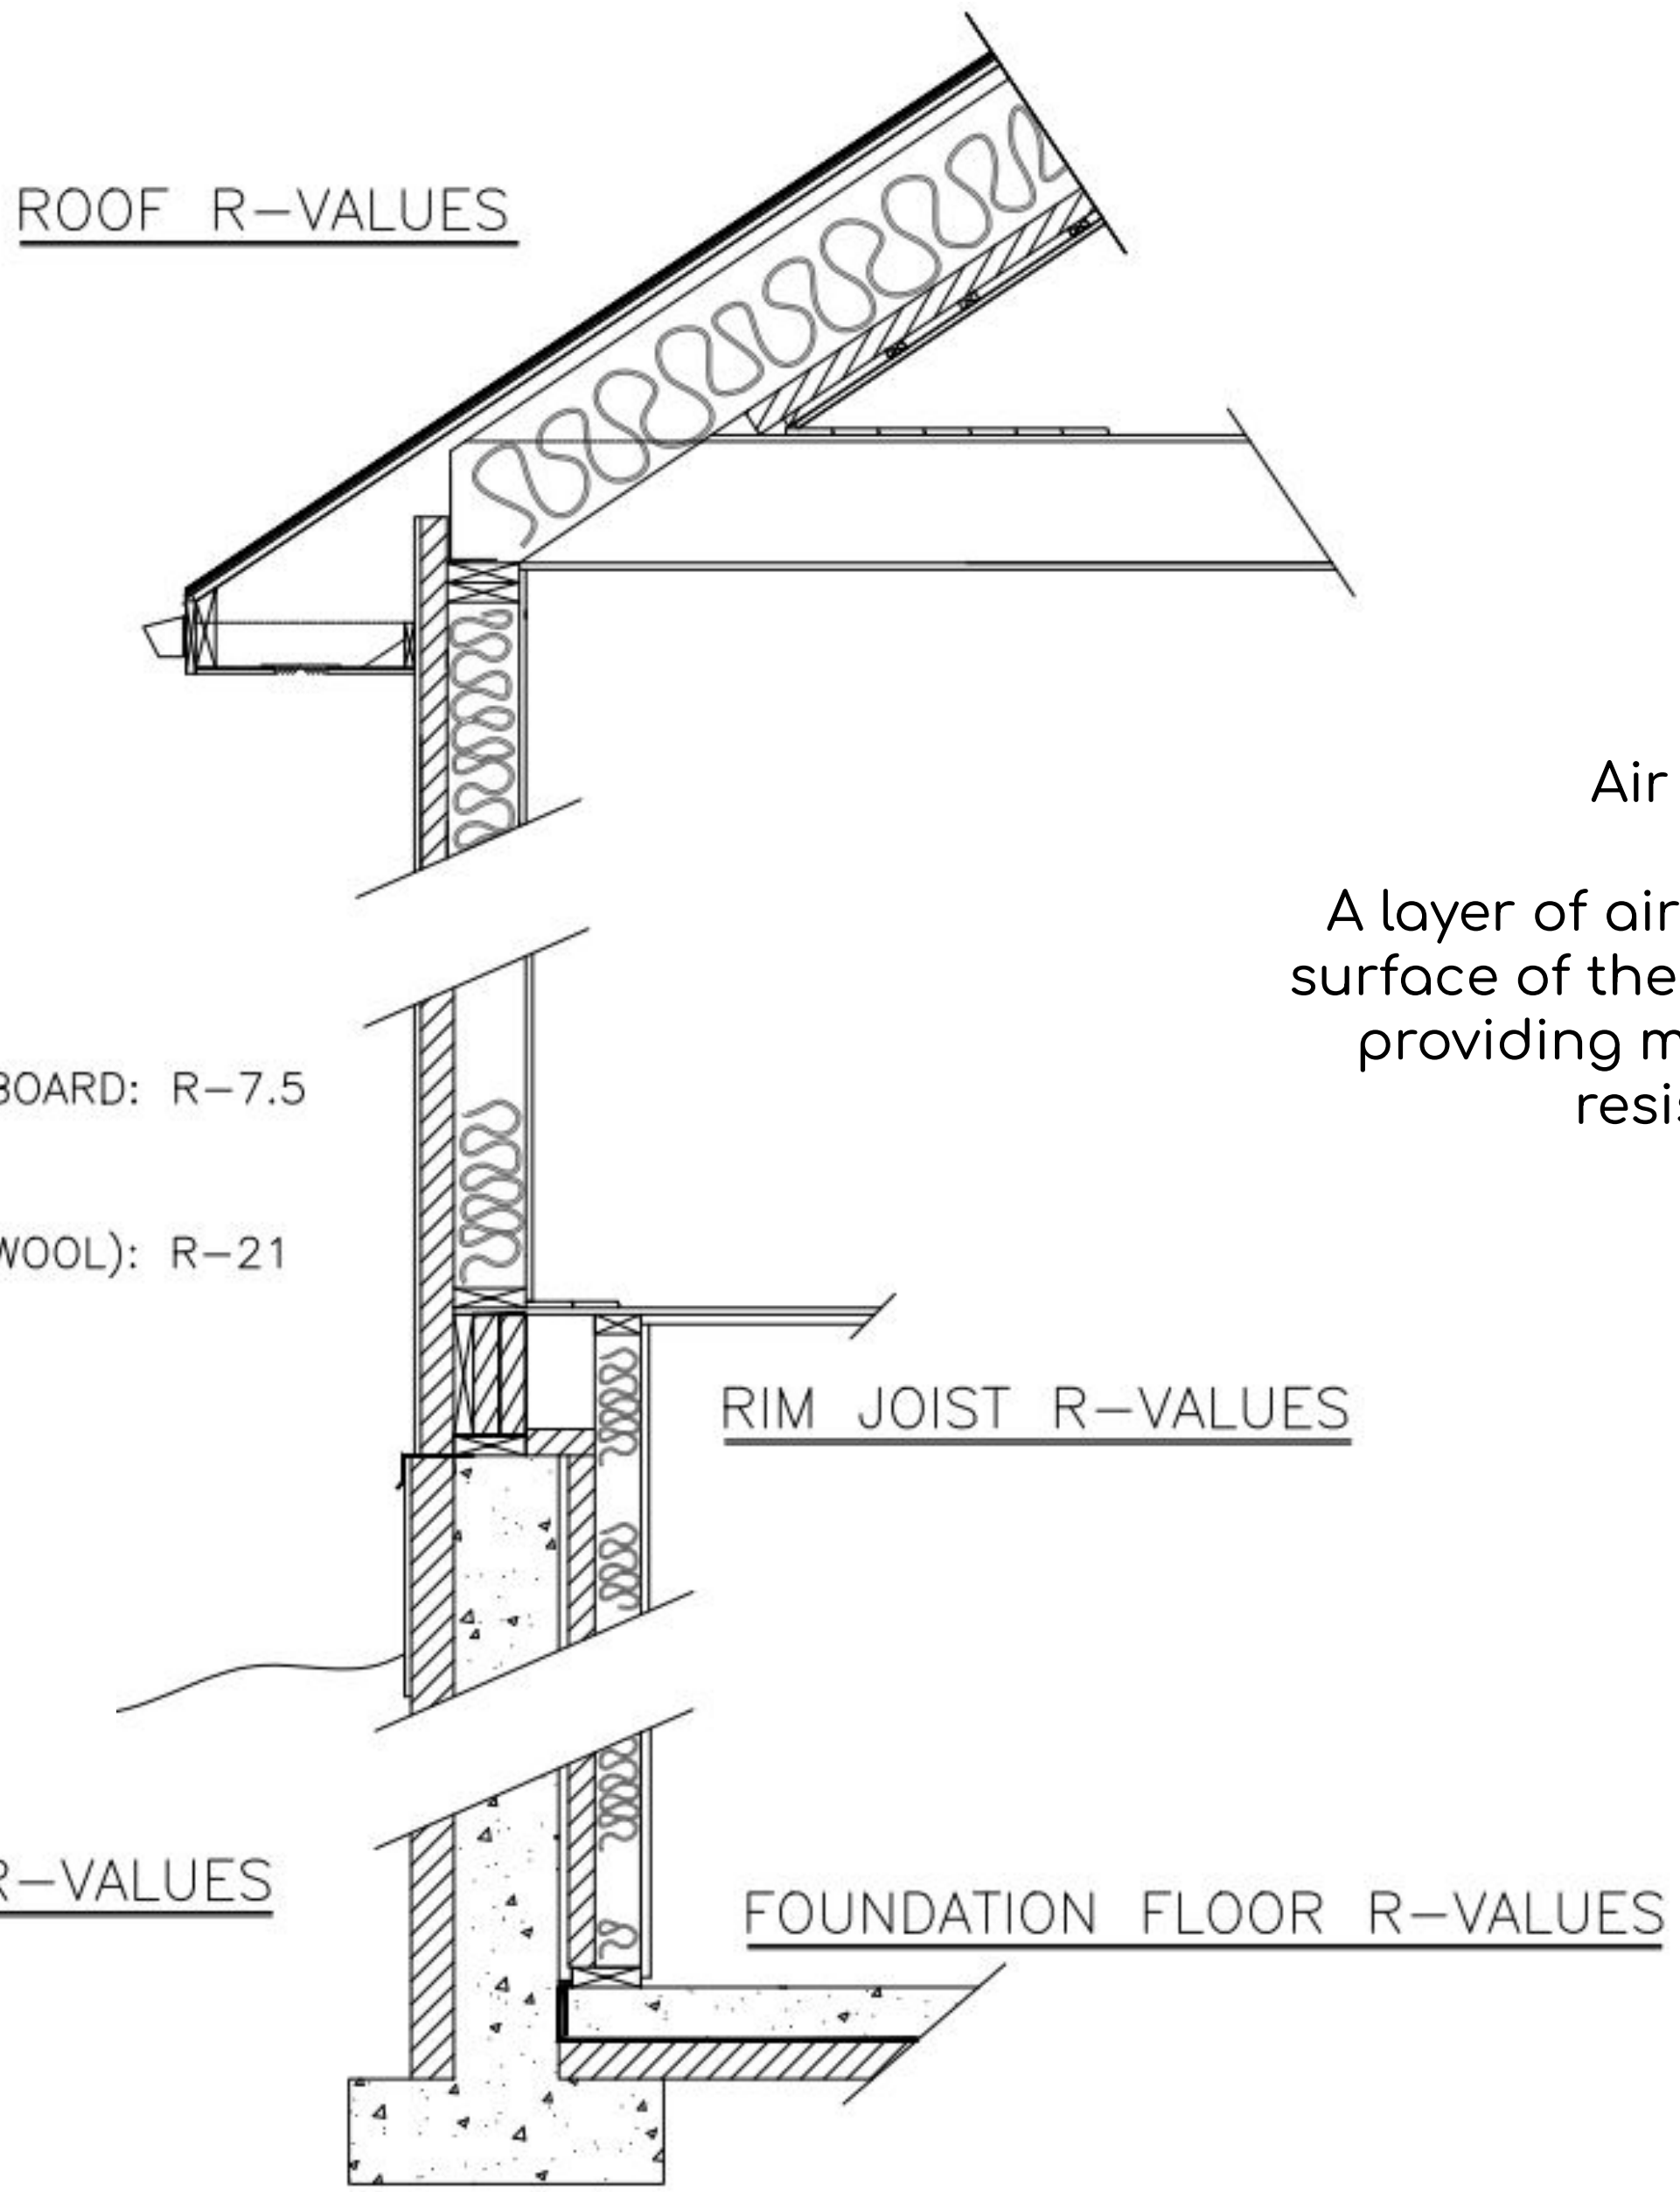 ROOF R-VALUES
Air
A layer of air
surface of the
providing
BOARD: R-7.5
WOOL): R-21
RIM JOIST R-VALUES
R-VALUES
FOUNDATION FLOOR R-VALUES